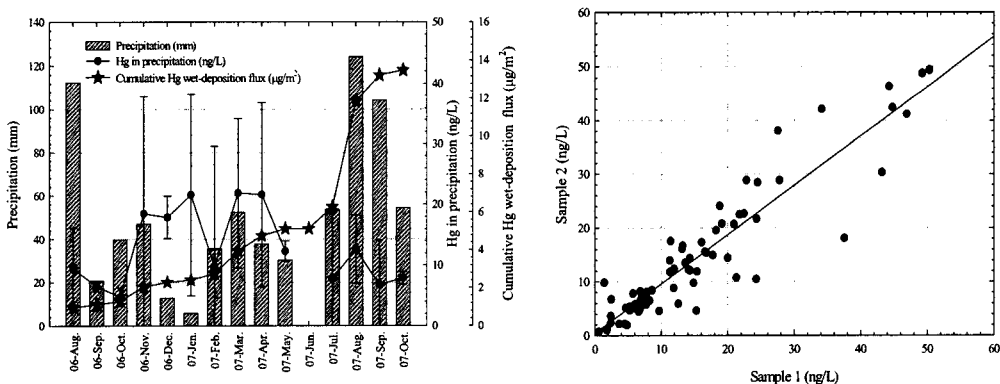 140
120
100
80
60
40
20
0
Precipitation (mm)
Precipitation (mm)
Hg in precipitation (ng/L)
Cumulative Hg wet-deposition flux (μg/m²)
06-Aug.
06-Sep.
06-Oct.
06-Nov.
06-Dec.
07-Jen.
07-Feb.
07-Mar.
07-Apr.
07-May.
07-Jun.
07-Jul.
07-Aug.
07-Sep.
07-Oct.
50
40
30
20
10
0
Hg in precipitation (ng/L)
16
14
12
10
8
6
4
2
0
Cumulative Hg wet-deposition flux (μg/m²)
60
50
40
30
20
10
0
Sample 2 (ng/L)
0 10 20 30 40 50 60
Sample 1 (ng/L)